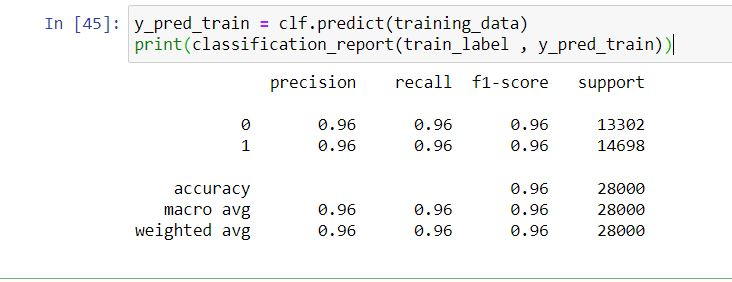 In [45]: y_pred_train = clf.predict(training_data)
print(classification_report(train_label , y_pred_train))
precision recall f1-score support
0 0.96 0.96 0.96 13302
1 0.96 0.96 0.96 14698
accuracy 0.96 28000
macro avg 0.96 0.96 0.96 28000
weighted avg 0.96 0.96 0.96 28000